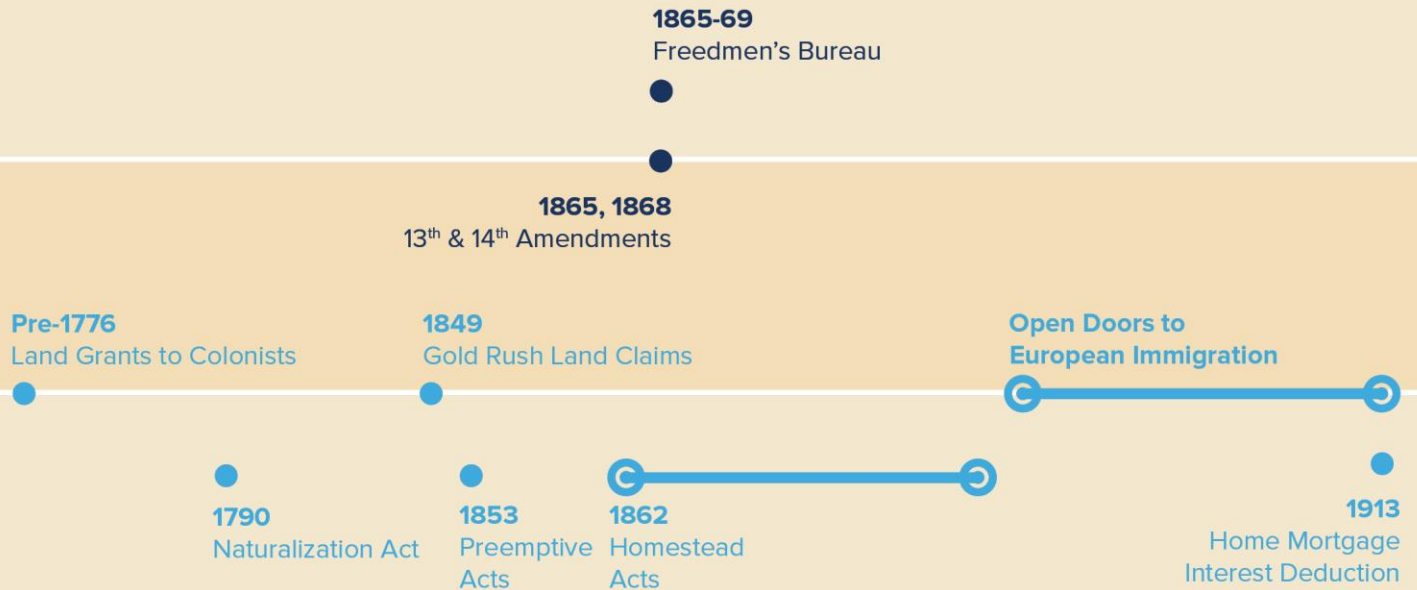 1865-69
Freedmen’s Bureau
1865, 1868
13th & 14th Amendments
Pre-1776
Land Grants to Colonists
1849
Gold Rush Land Claims
Open Doors to
European Immigration
1790
Naturalization Act
1853
Preemptive
Acts
1862
Homestead
Acts
1913
Home Mortgage
Interest Deduction